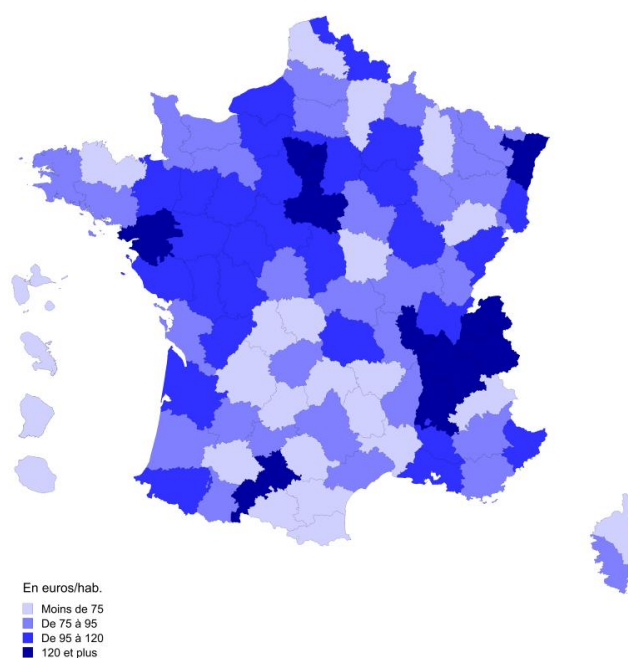 En euros/hab.
Moins de 75
De 75 à 95
De 95 à 120
120 et plus